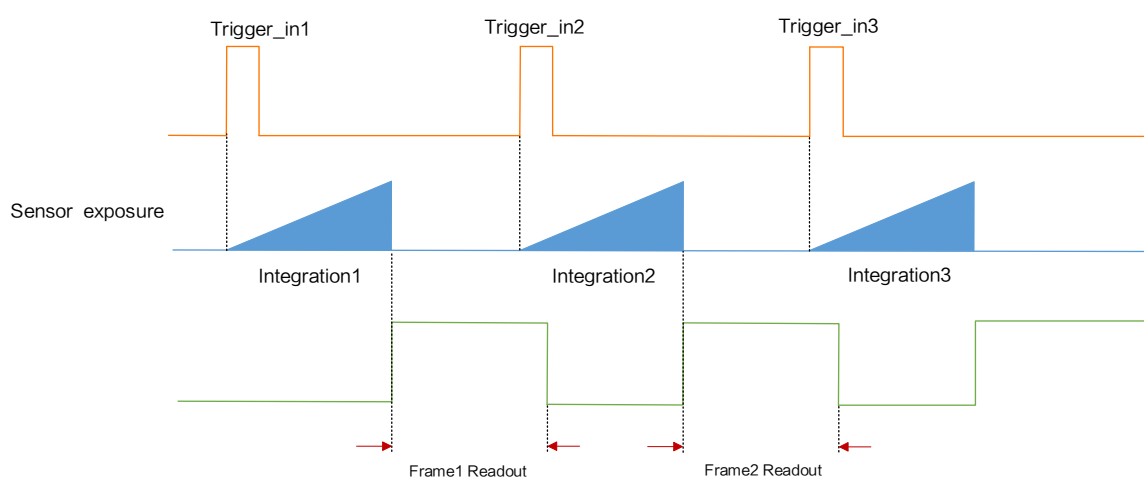 Trigger_in1
Trigger_in2
Trigger_in3
Sensor exposure
Integration1
Integration2
Integration3
Frame1 Readout
Frame2 Readout